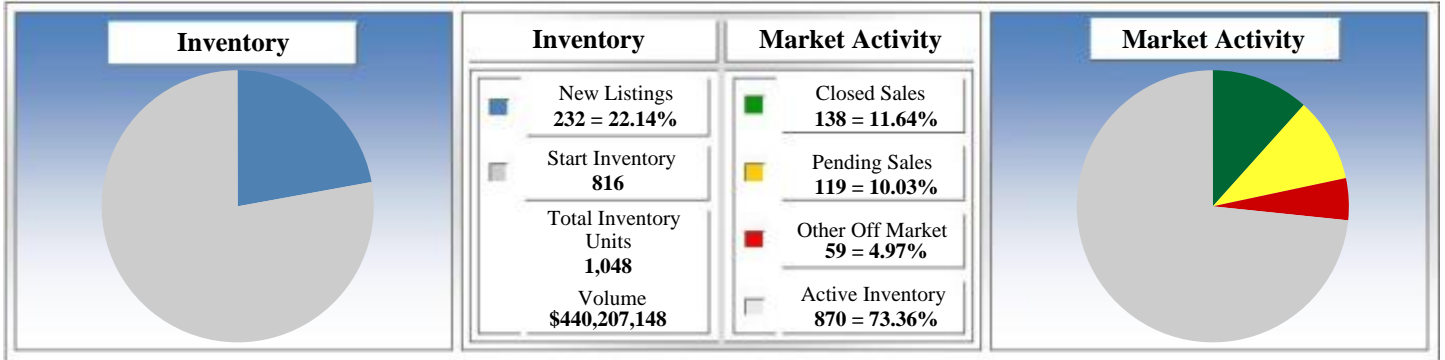 Inventory
Inventory
Market Activity
New Listings
232 = 22.14%
Start Inventory
816
Total Inventory
Units
1,048
Volume
$440,207,148
Closed Sales
138 = 11.64%
Pending Sales
119 = 10.03%
Other Off Market
59 = 4.97%
Active Inventory
870 = 73.36%
Market Activity